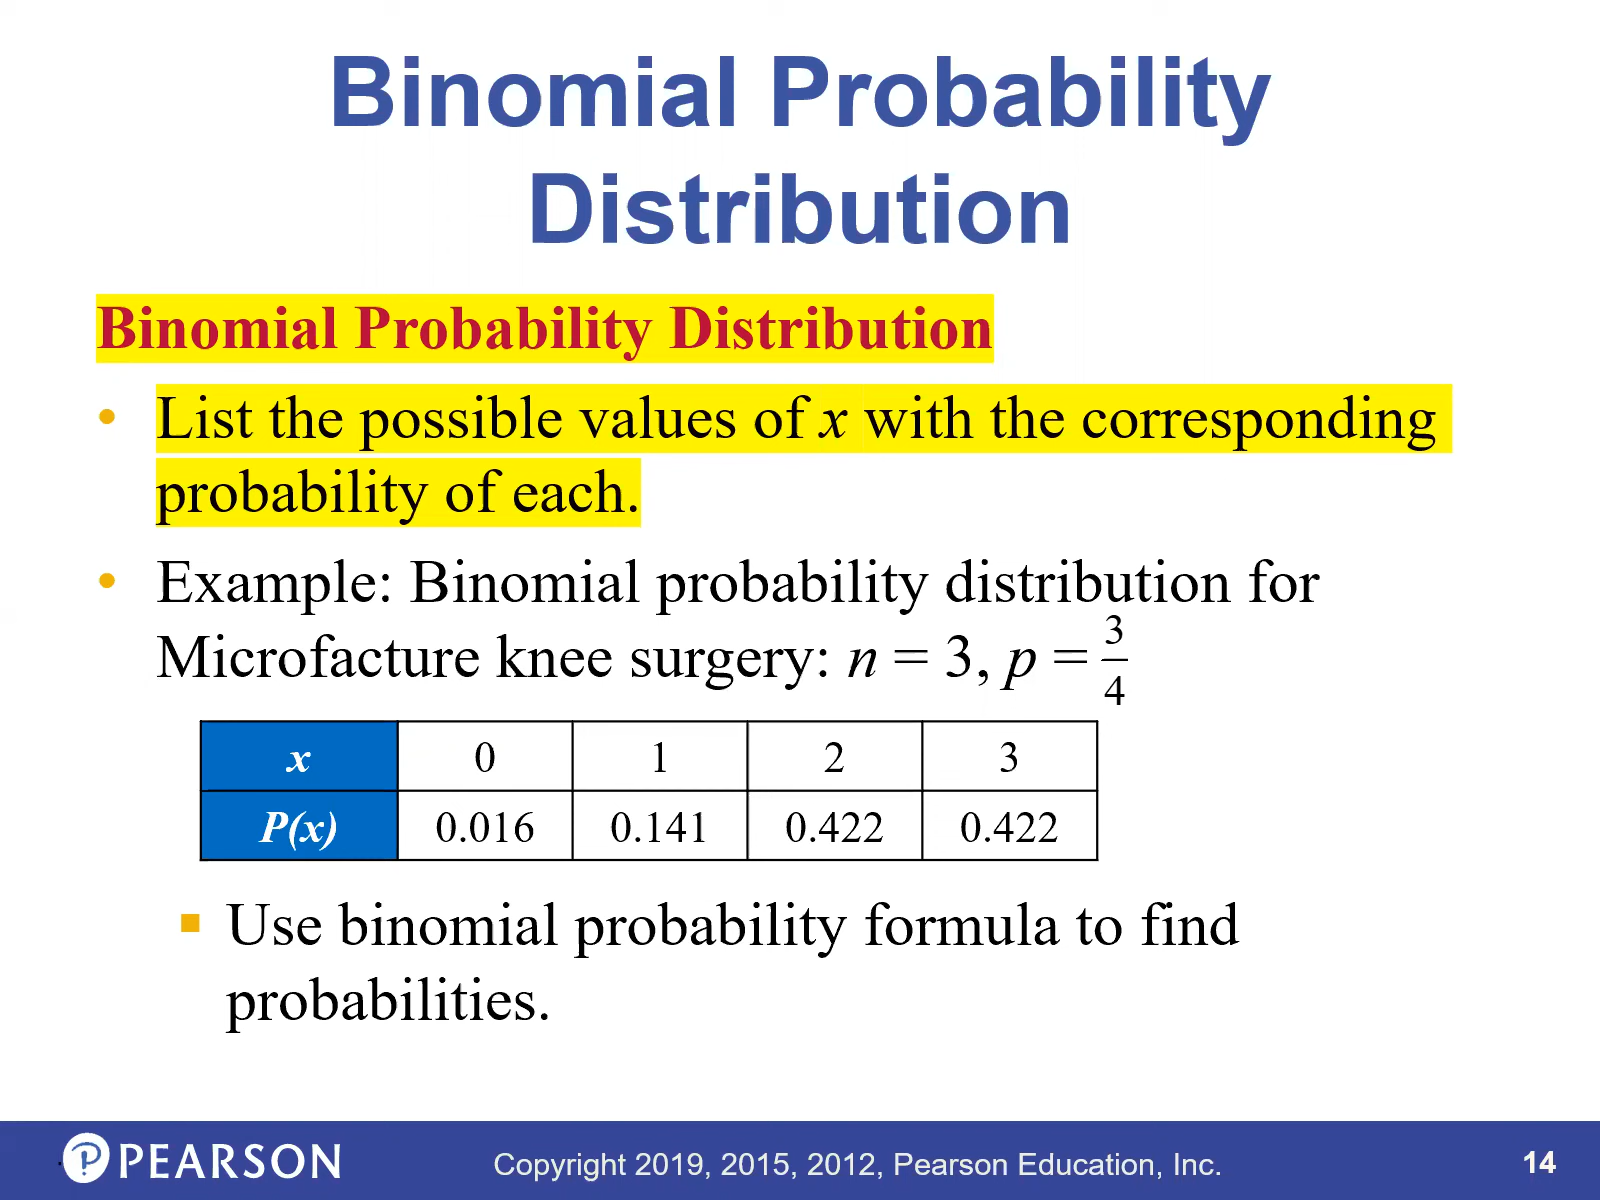 Binomial Probability
Distribution
Binomial Probability Distribution
• List the possible values of x with the corresponding
probability of each.
• Example: Binomial probability distribution for
Microfacture knee surgery: n = 3, p = 3/4
x 0 1 2 3
P(x) 0.016 0.141 0.422 0.422
▪ Use binomial probability formula to find
probabilities.
PEARSON Copyright 2019, 2015, 2012, Pearson Education, Inc. 14